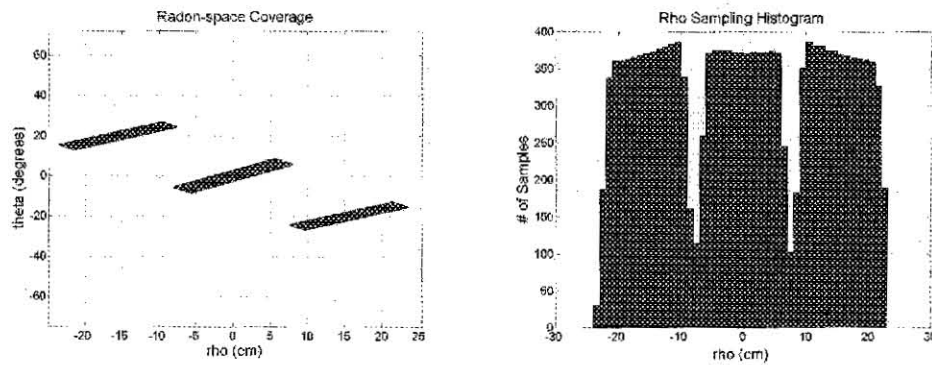 Radon-space Coverage
60
40
20
0
-20
-40
-60
theta (degrees)
-20 -15 -10 -5 0 5 10 15 20 25
rho (cm)
Rho Sampling Histogram
400
350
300
250
200
150
100
50
0
# of Samples
-30 -20 -10 0 10 20 30
rho (cm)